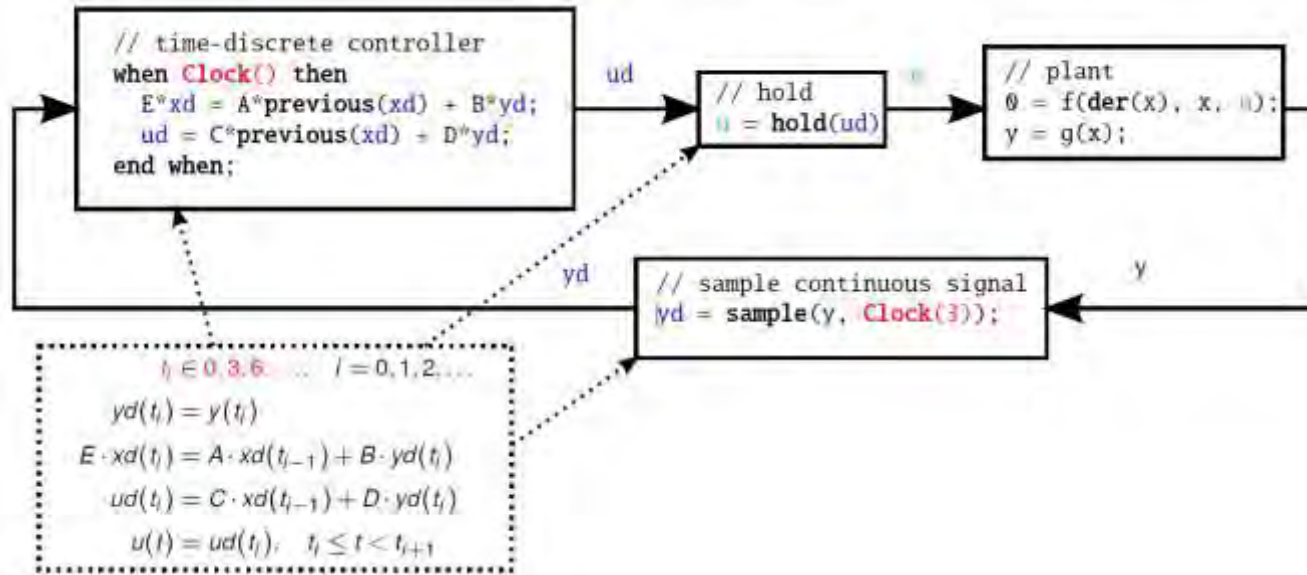 // time-discrete controller
when Clock() then
E*xd = A*previous(xd) + B*yd;
ud = C*previous(xd) + D*yd;
end when;
ud
// hold
u = hold(ud)
u
// plant
0 = f(der(x), x, u);
y = g(x);
yd
// sample continuous signal
yd = sample(y, Clock(3));
y
tᵢ ∈ 0,3,6, ... i = 0,1,2,...
yd(tᵢ) = y(tᵢ)
E · xd(tᵢ) = A · xd(tᵢ₋₁) + B · yd(tᵢ)
ud(tᵢ) = C · xd(tᵢ₋₁) + D · yd(tᵢ)
u(t) = ud(tᵢ), tᵢ ≤ t < tᵢ₊₁